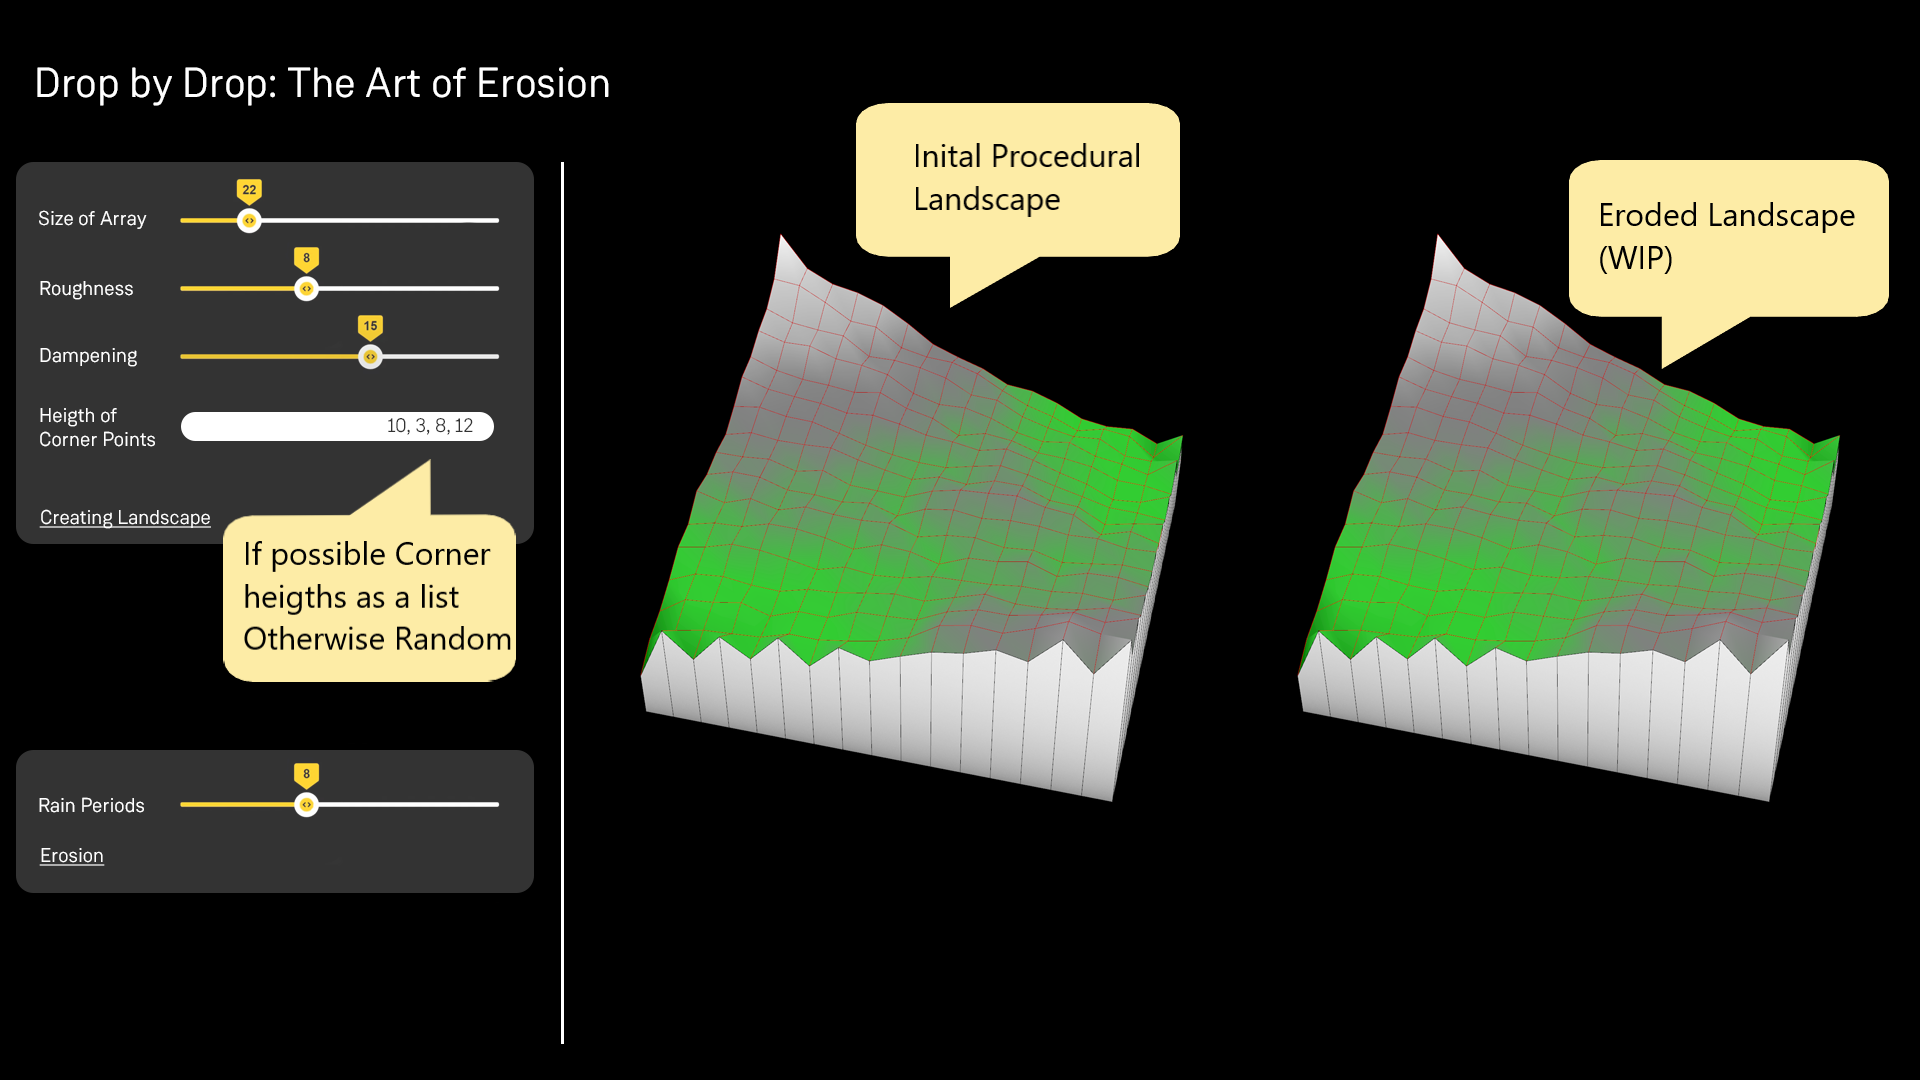 Drop by Drop: The Art of Erosion
22
Size of Array
8
Roughness
15
Dampening
Heigth of
Corner Points
10, 3, 8, 12
Creating Landscape
If possible Corner
heigths as a list
Otherwise Random
8
Rain Periods
Erosion
Inital Procedural
Landscape
Eroded Landscape
(WIP)